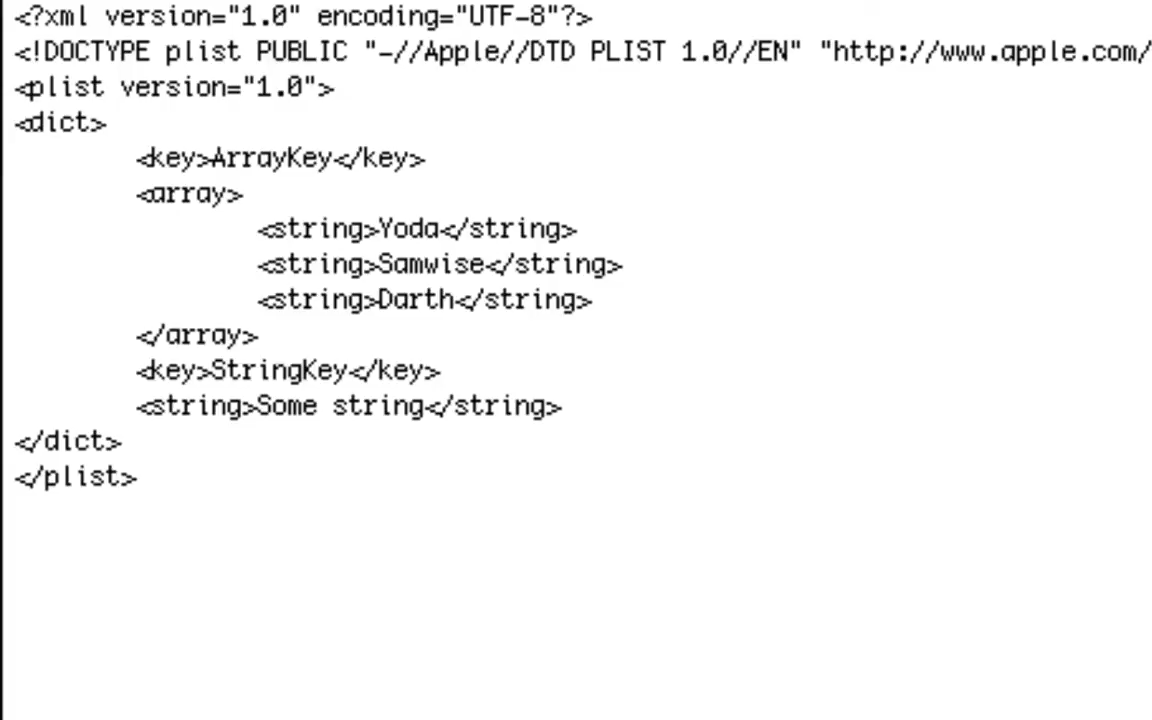 <?xml version="1.0" encoding="UTF-8"?>
<!DOCTYPE plist PUBLIC "-//Apple//DTD PLIST 1.0//EN" "http://www.apple.com/
<plist version="1.0">
<dict>
<key>ArrayKey</key>
<array>
<string>Yoda</string>
<string>Samwise</string>
<string>Darth</string>
</array>
<key>StringKey</key>
<string>Some string</string>
</dict>
</plist>